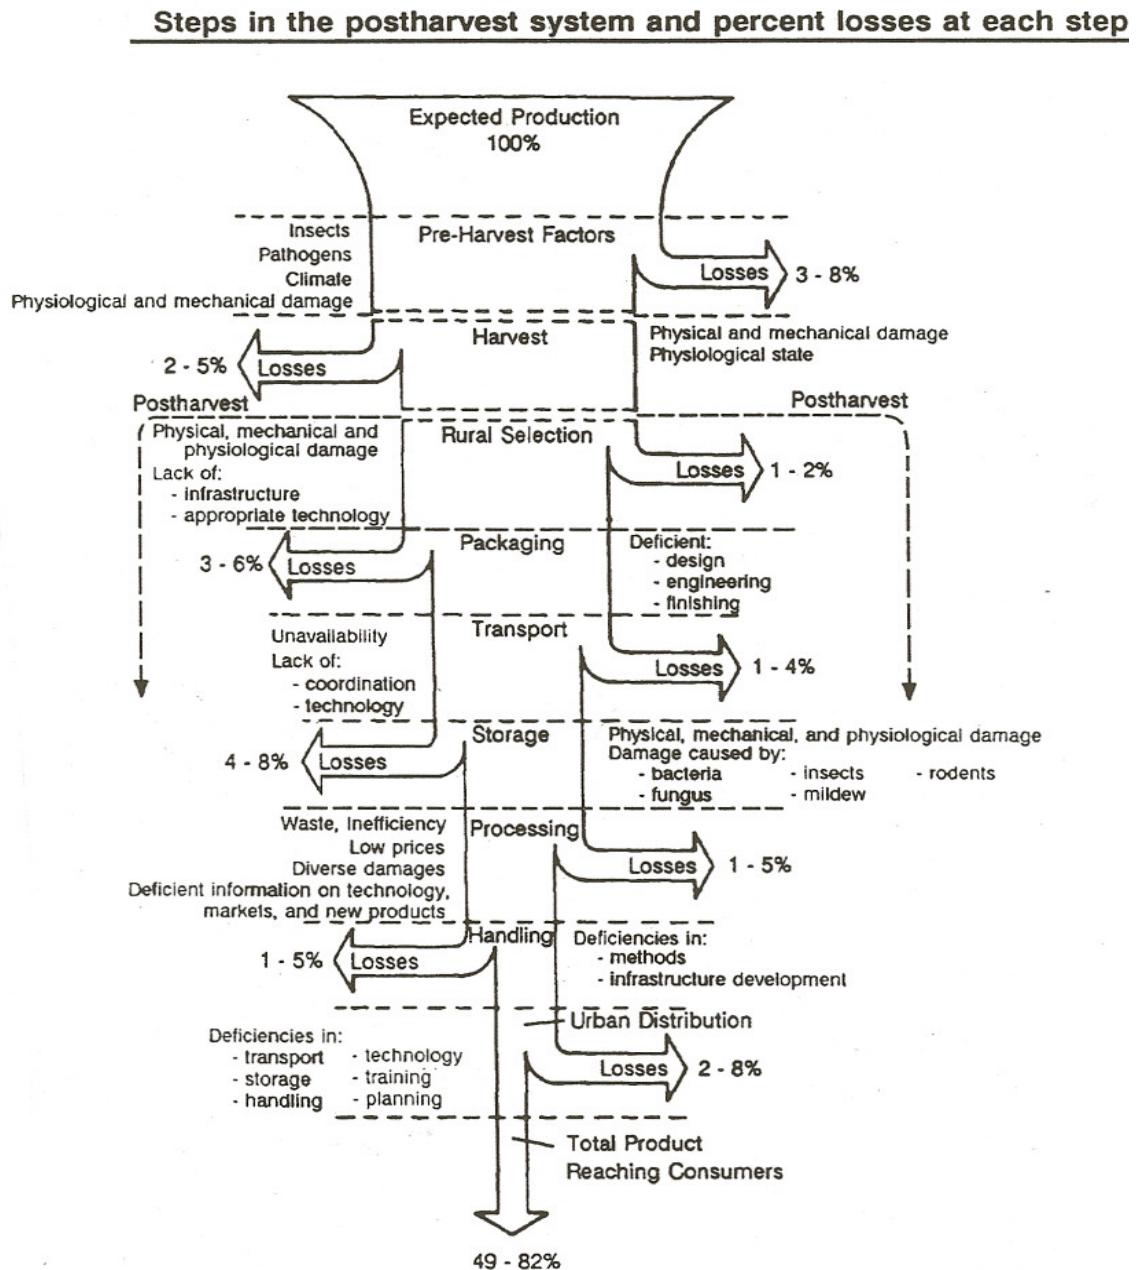 Steps in the postharvest system and percent losses at each step
Expected Production
100%
Pre-Harvest Factors
Insects
Pathogens
Climate
Physiological and mechanical damage
Losses
3 - 8%
Harvest
Physical and mechanical damage
Physiological state
2 - 5%
Losses
Postharvest
Postharvest
Rural Selection
Physical, mechanical and
physiological damage
Lack of:
- infrastructure
- appropriate technology
Losses
1 - 2%
Packaging
Deficient:
- design
- engineering
- finishing
3 - 6%
Losses
Transport
Unavailability
Lack of:
- coordination
- technology
Losses
1 - 4%
Storage
Physical, mechanical, and physiological damage
Damage caused by:
- bacteria - insects - rodents
- fungus - mildew
4 - 8%
Losses
Processing
Waste, Inefficiency
Low prices
Diverse damages
Deficient information on technology,
markets, and new products
Losses
1 - 5%
Handling
Deficiencies in:
- methods
- infrastructure development
1 - 5%
Losses
Urban Distribution
Deficiencies in:
- transport - technology
- storage - training
- handling - planning
Losses
2 - 8%
Total Product
Reaching Consumers
49 - 82%